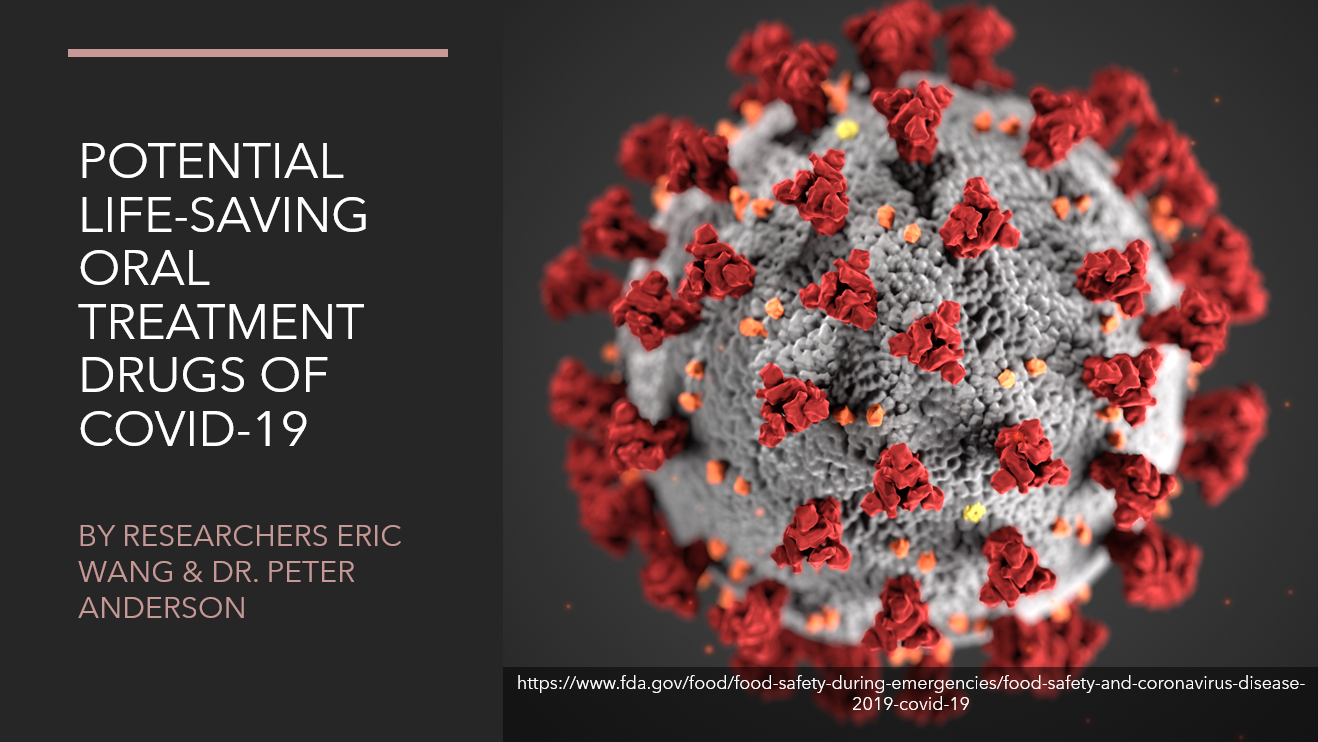 POTENTIAL
LIFE-SAVING
ORAL
TREATMENT
DRUGS OF
COVID-19
BY RESEARCHERS ERIC
WANG & DR. PETER
ANDERSON
https://www.fda.gov/food/food-safety-during-emergencies/food-safety-and-coronavirus-disease-
2019-covid-19